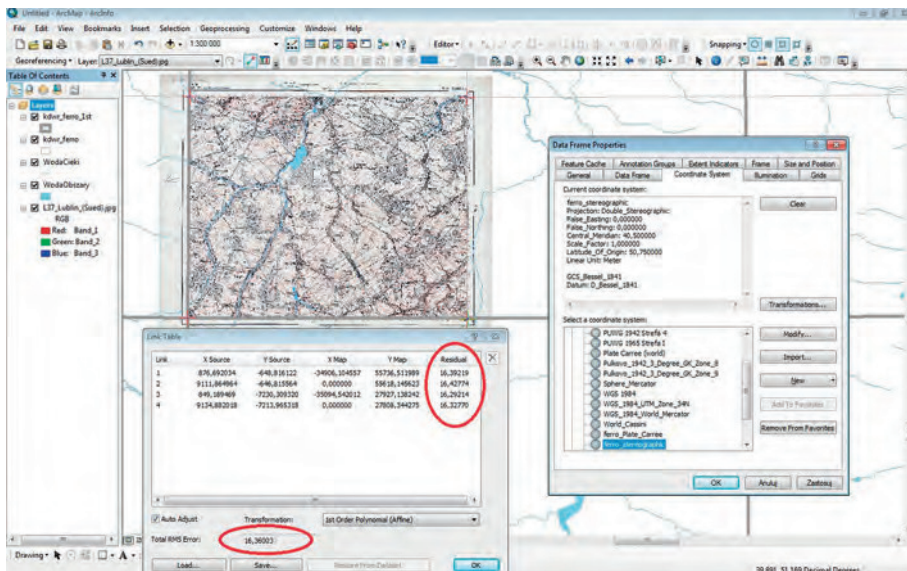 Untitled - ArcMap - ArcInfo
File Edit View Bookmarks Insert Selection Geoprocessing Customize Windows Help
1:300 000 Editor
Snapping
Georeferencing Layer: L37_Lublin_(Sued).jpg
Table Of Contents
Layers
kdwr_ferro_1st
kdwr_ferro
WodaCieki
WodaObszary
L37_Lublin_(Sued).jpg
RGB
Red: Band_1
Green: Band_2
Blue: Band_3
Data Frame Properties
Feature Cache Annotation Groups Extent Indicators Frame Size and Position
General Data Frame Coordinate System Illumination Grids
Current coordinate system:
ferro_stereographic
Projection: Double_Stereographic
False_Easting: 0,000000
False_Northing: 0,000000
Central_Meridian: 40,500000
Scale_Factor: 1,000000
Latitude_Of_Origin: 50,750000
Linear Unit: Meter
GCS_Bessel_1841
Datum: D_Bessel_1841
Clear
Transformations...
Select a coordinate system:
PUWG 1942 Strefa 4
PUWG 1965 Strefa I
Plate Carree (world)
Pulkovo_1942_3_Degree_GK_Zone_8
Pulkovo_1942_3_Degree_GK_Zone_9
Sphere_Mercator
WGS 1984
WGS_1984_UTM_Zone_34N
WGS_1984_World_Mercator
World_Cassini
ferro_Plate_Carree
ferro_stereographic
Modify...
Import...
New
Add To Favorites
Remove From Favorites
OK Anuluj Zastosuj
Link Table
Link X Source Y Source X Map Y Map Residual
1 876,692034 -648,816122 -34906,104557 55736,511989 16,39219
2 9111,864964 -646,815564 0,000000 55618,145623 16,42774
3 849,189469 -7230,309320 -35094,542012 27927,138242 16,29214
4 9134,882018 -7213,965318 0,000000 27808,544275 16,32770
Auto Adjust Transformation: 1st Order Polynomial (Affine)
Total RMS Error: 16,36003
Load... Save... Restore From Dataset OK
Drawing A
39,891 51,169 Decimal Degrees